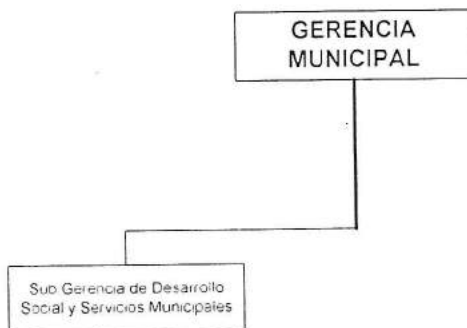 GERENCIA
MUNICIPAL
Sub Gerencia de Desarrollo
Social y Servicios Municipales